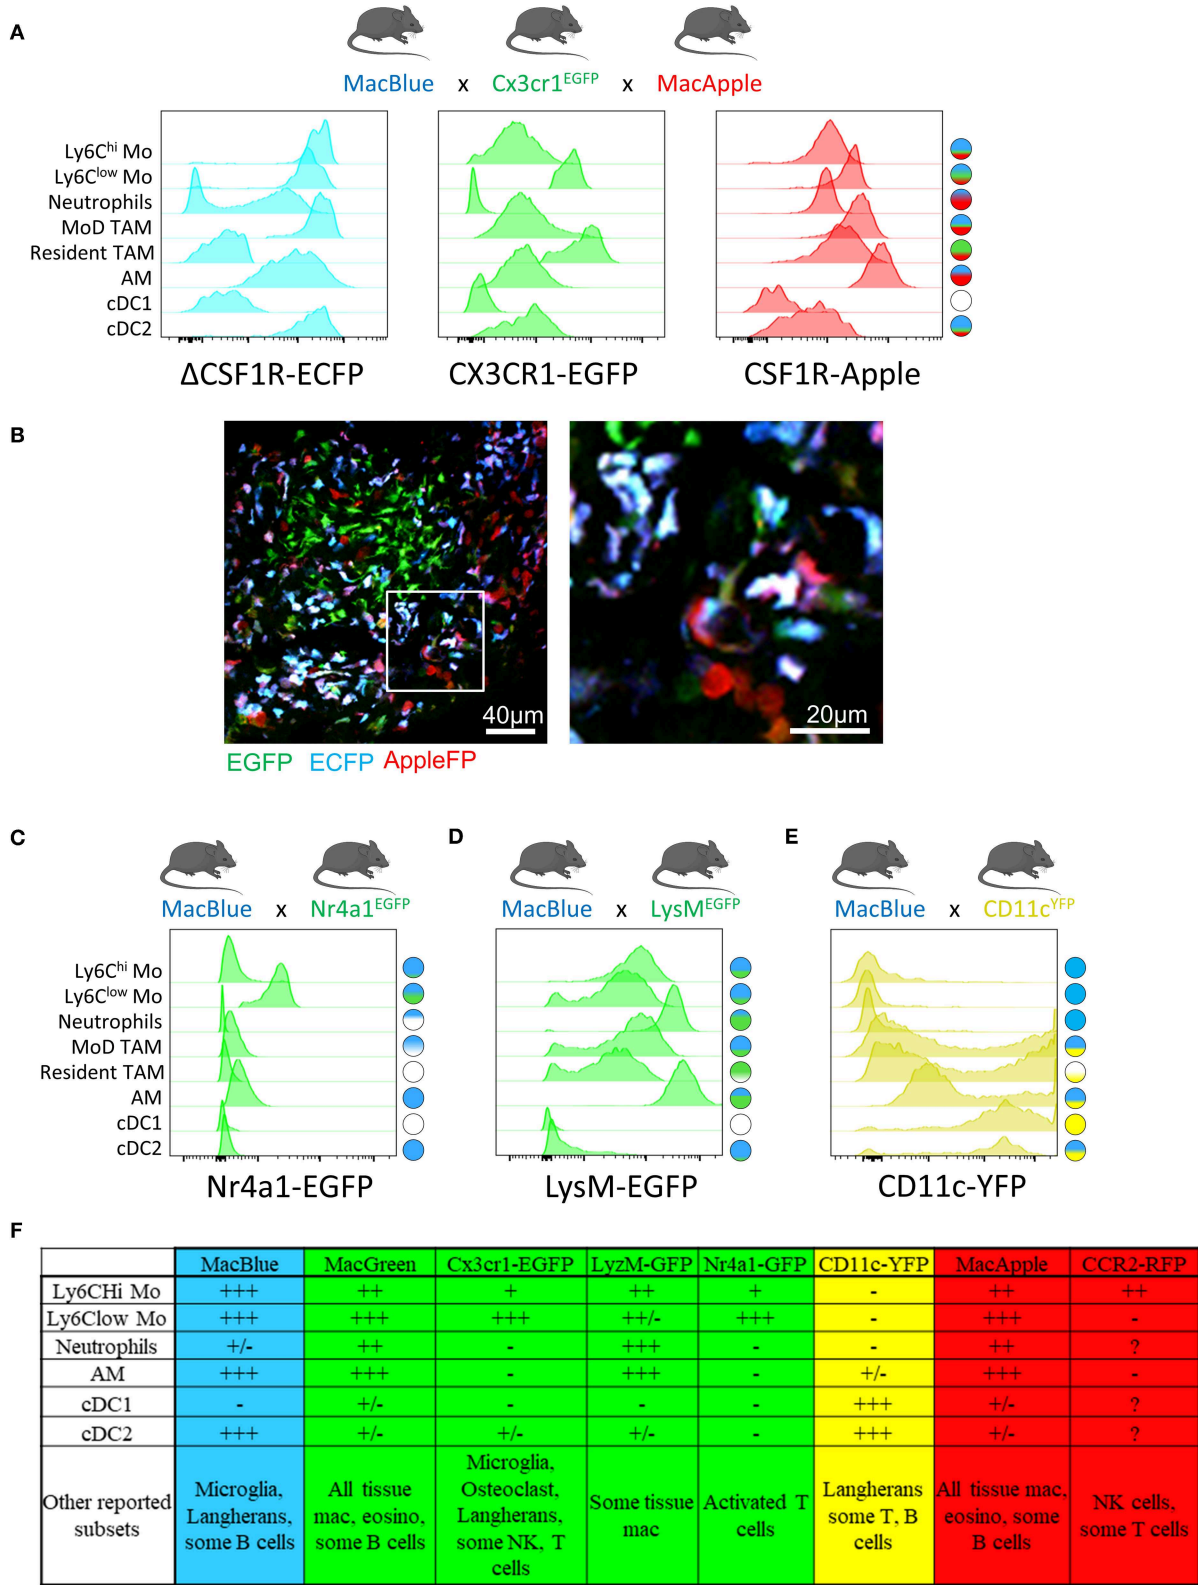 A
MacBlue x Cx3cr1EGFP x MacApple
Ly6Chi Mo
Ly6Clow Mo
Neutrophils
MoD TAM
Resident TAM
AM
cDC1
cDC2
ΔCSF1R-ECFP
CX3CR1-EGFP
CSF1R-Apple
B
40µm
20µm
EGFP ECFP AppleFP
C
MacBlue x Nr4a1EGFP
Ly6Chi Mo
Ly6Clow Mo
Neutrophils
MoD TAM
Resident TAM
AM
cDC1
cDC2
Nr4a1-EGFP
D
MacBlue x LysMEGFP
LysM-EGFP
E
MacBlue x CD11cYFP
CD11c-YFP
F
MacBlue MacGreen Cx3cr1-EGFP LyzM-GFP Nr4a1-GFP CD11c-YFP MacApple CCR2-RFP
Ly6CHi Mo +++ ++ + ++ + - ++ ++
Ly6Clow Mo +++ +++ +++ ++/- +++ - +++ -
Neutrophils +/- ++ - +++ - - ++ ?
AM +++ +++ - +++ - +/- +++ -
cDC1 - +/- - - - +++ +/- ?
cDC2 +++ +/- +/- +/- - +++ +/- ?
Other reported
subsets
Microglia,
Langherans,
some B cells
All tissue
mac, eosino,
some B cells
Microglia,
Osteoclast,
Langherans,
some NK, T
cells
Some tissue
mac
Activated T
cells
Langherans
some T, B
cells
All tissue mac,
eosino, some
B cells
NK cells,
some T cells